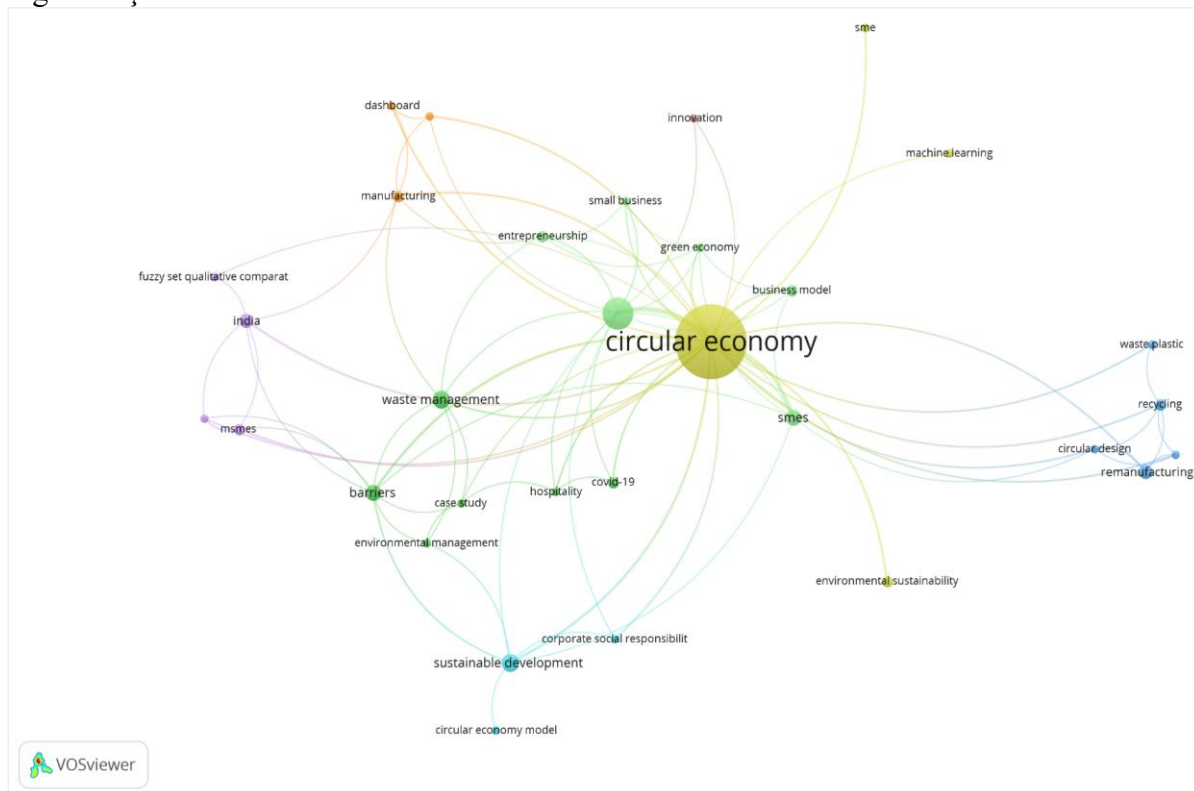 sme
dashboard
innovation
machine learning
manufacturing
small business
entrepreneurship
green economy
fuzzy set qualitative comparat
business model
india
circular economy
waste plastic
waste management
recycling
msmes
smes
circular design
remanufacturing
barriers
case study
hospitality
covid-19
environmental management
environmental sustainability
corporate social responsibilit
sustainable development
circular economy model
VOSviewer